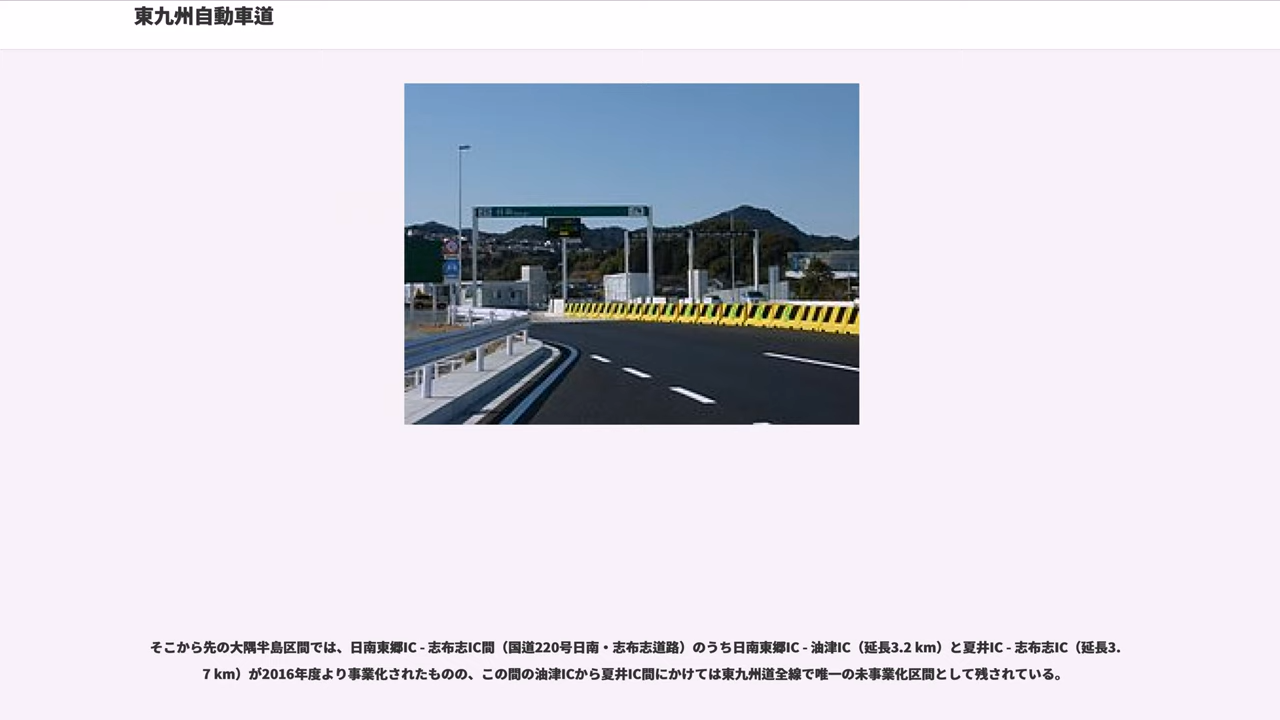 東九州自動車道
そこから先の大隅半島区間では、日南東郷IC - 志布志IC間（国道220号日南・志布志道路）のうち日南東郷IC - 油津IC（延長3.2 km）と夏井IC - 志布志IC（延長3.
7 km）が2016年度より事業化されたものの、この間の油津ICから夏井IC間にかけては東九州道全線で唯一の未事業化区間として残されている。